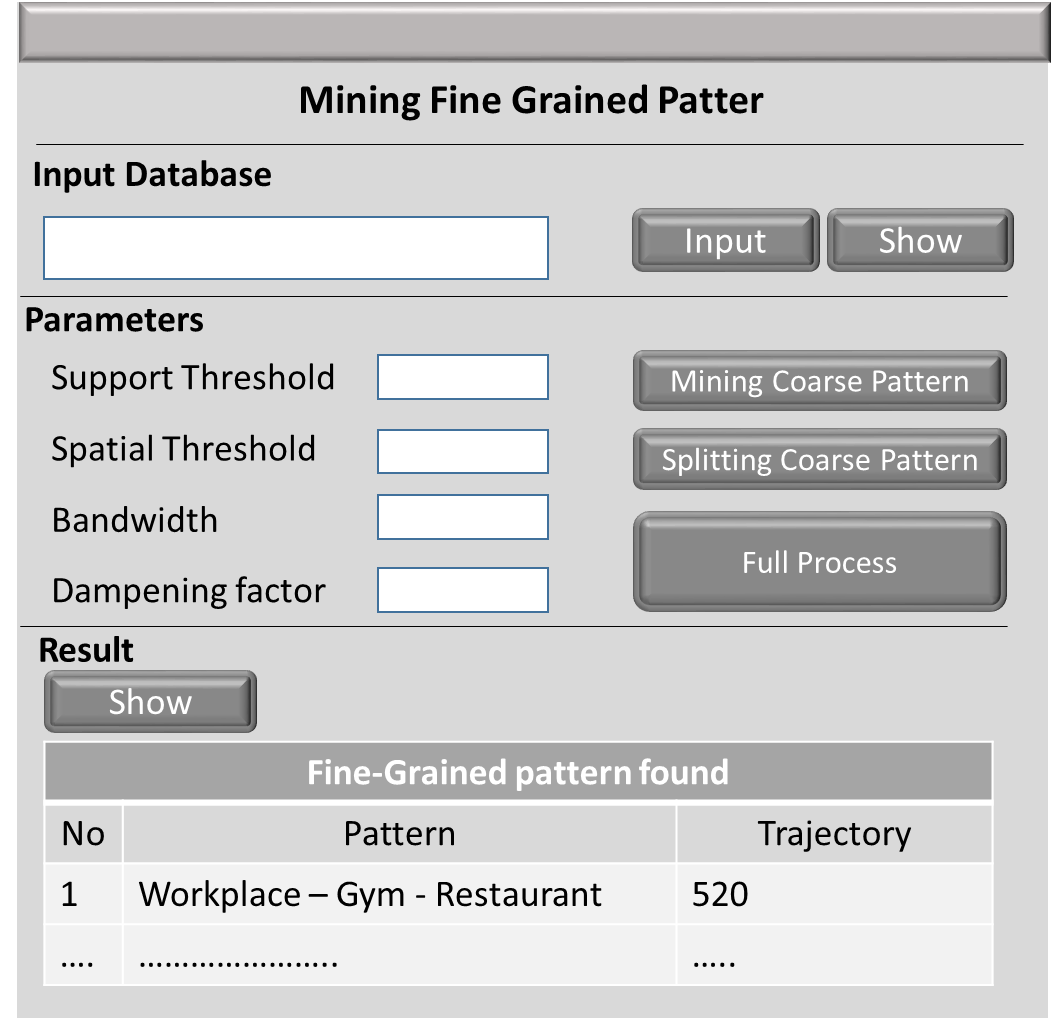 Mining Fine Grained Patter
Input Database
Input Show
Parameters
Support Threshold
Mining Coarse Pattern
Spatial Threshold
Splitting Coarse Pattern
Bandwidth
Full Process
Dampening factor
Result
Show
Fine-Grained pattern found
No Pattern Trajectory
1 Workplace – Gym - Restaurant 520
.... ....................... .....